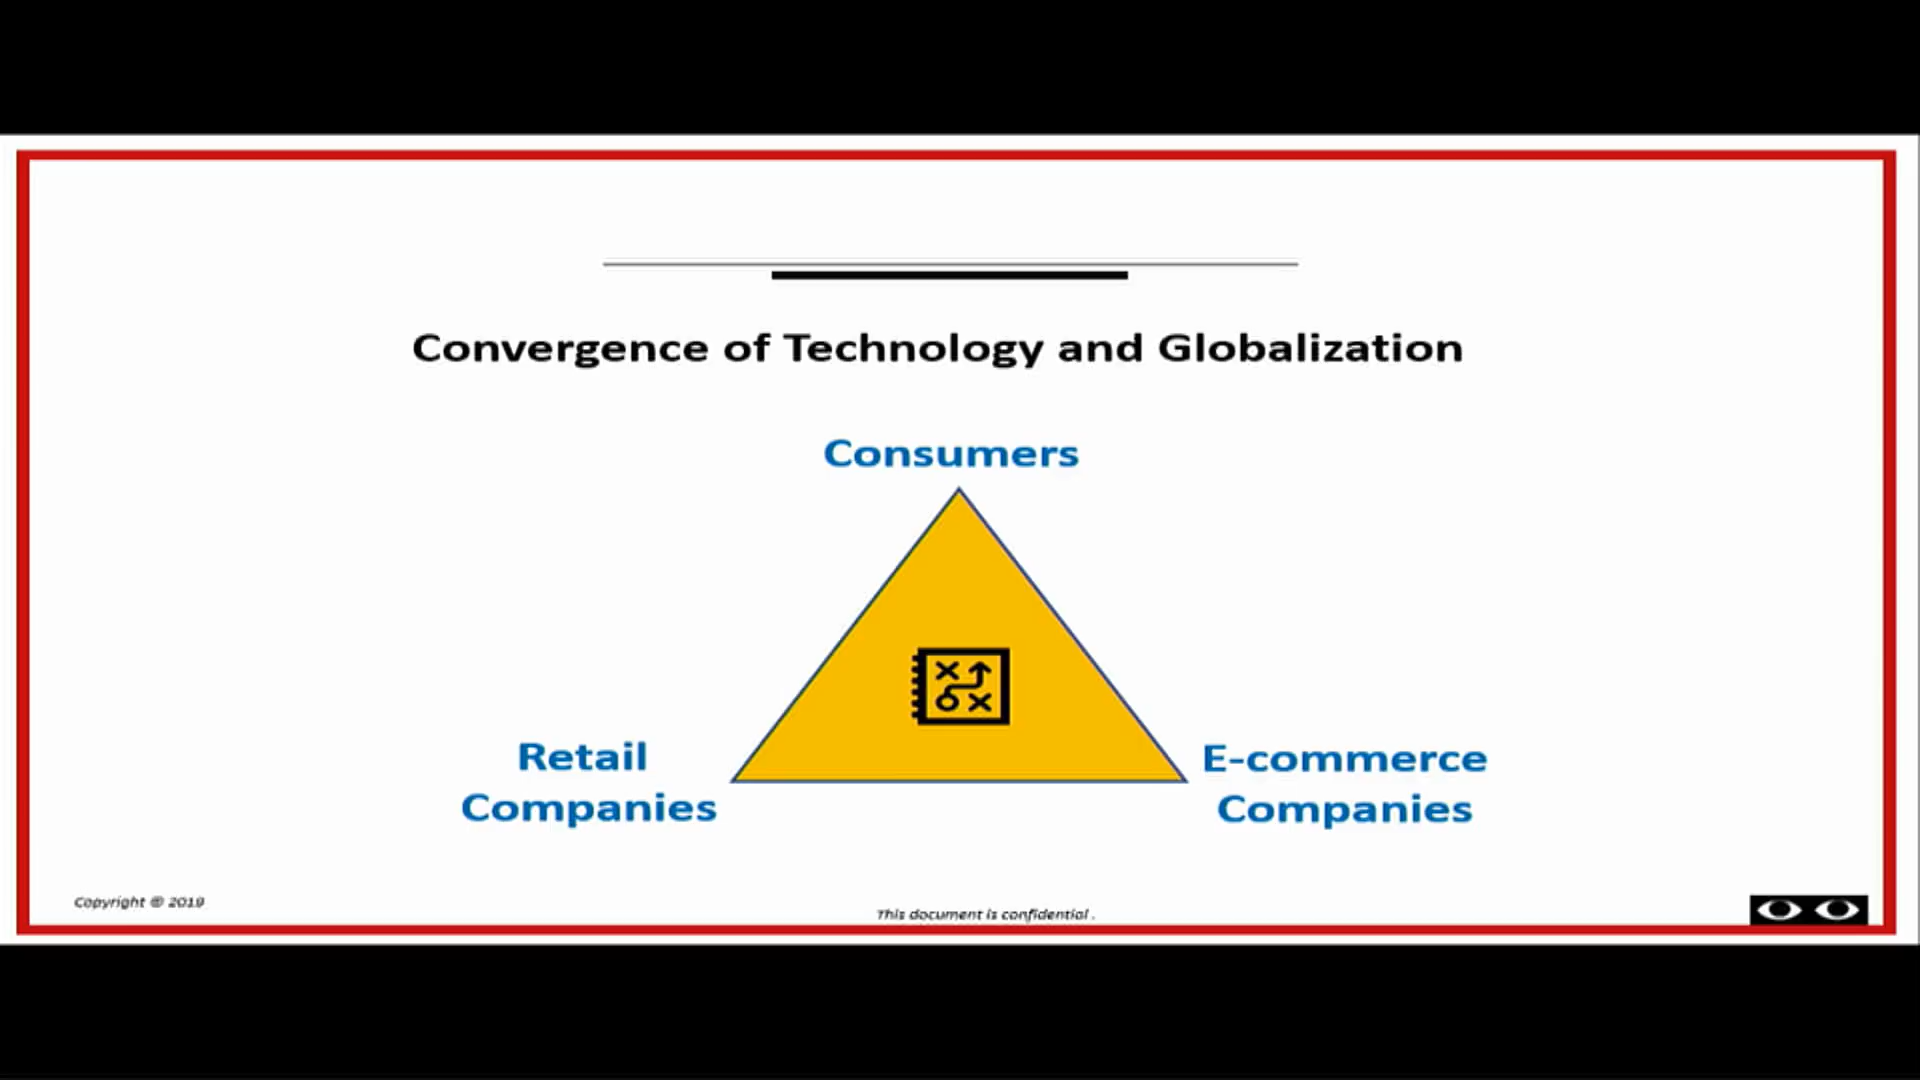 Convergence of Technology and Globalization
Consumers
Retail
Companies
E-commerce
Companies
Copyright © 2019
This document is confidential .